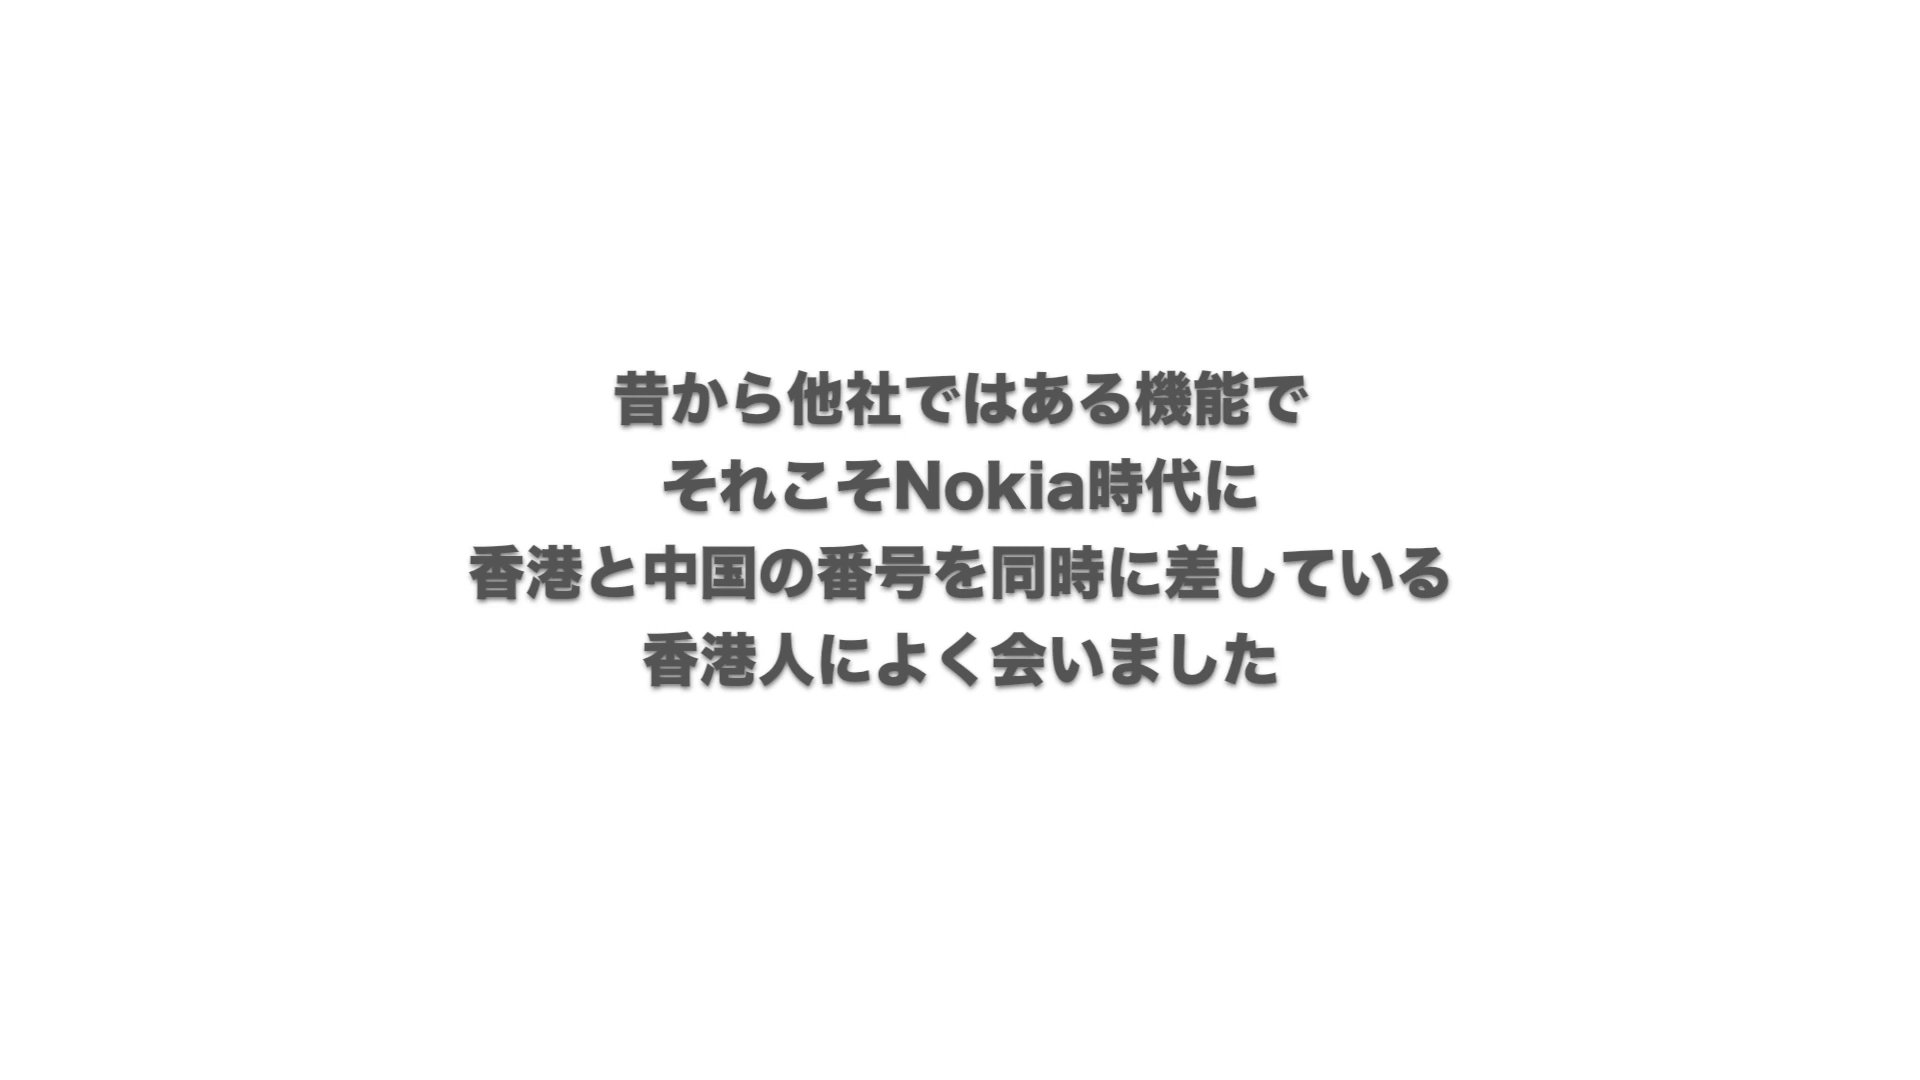 昔から他社ではある機能で
それこそNokia時代に
香港と中国の番号を同時に差している
香港人によく会いました